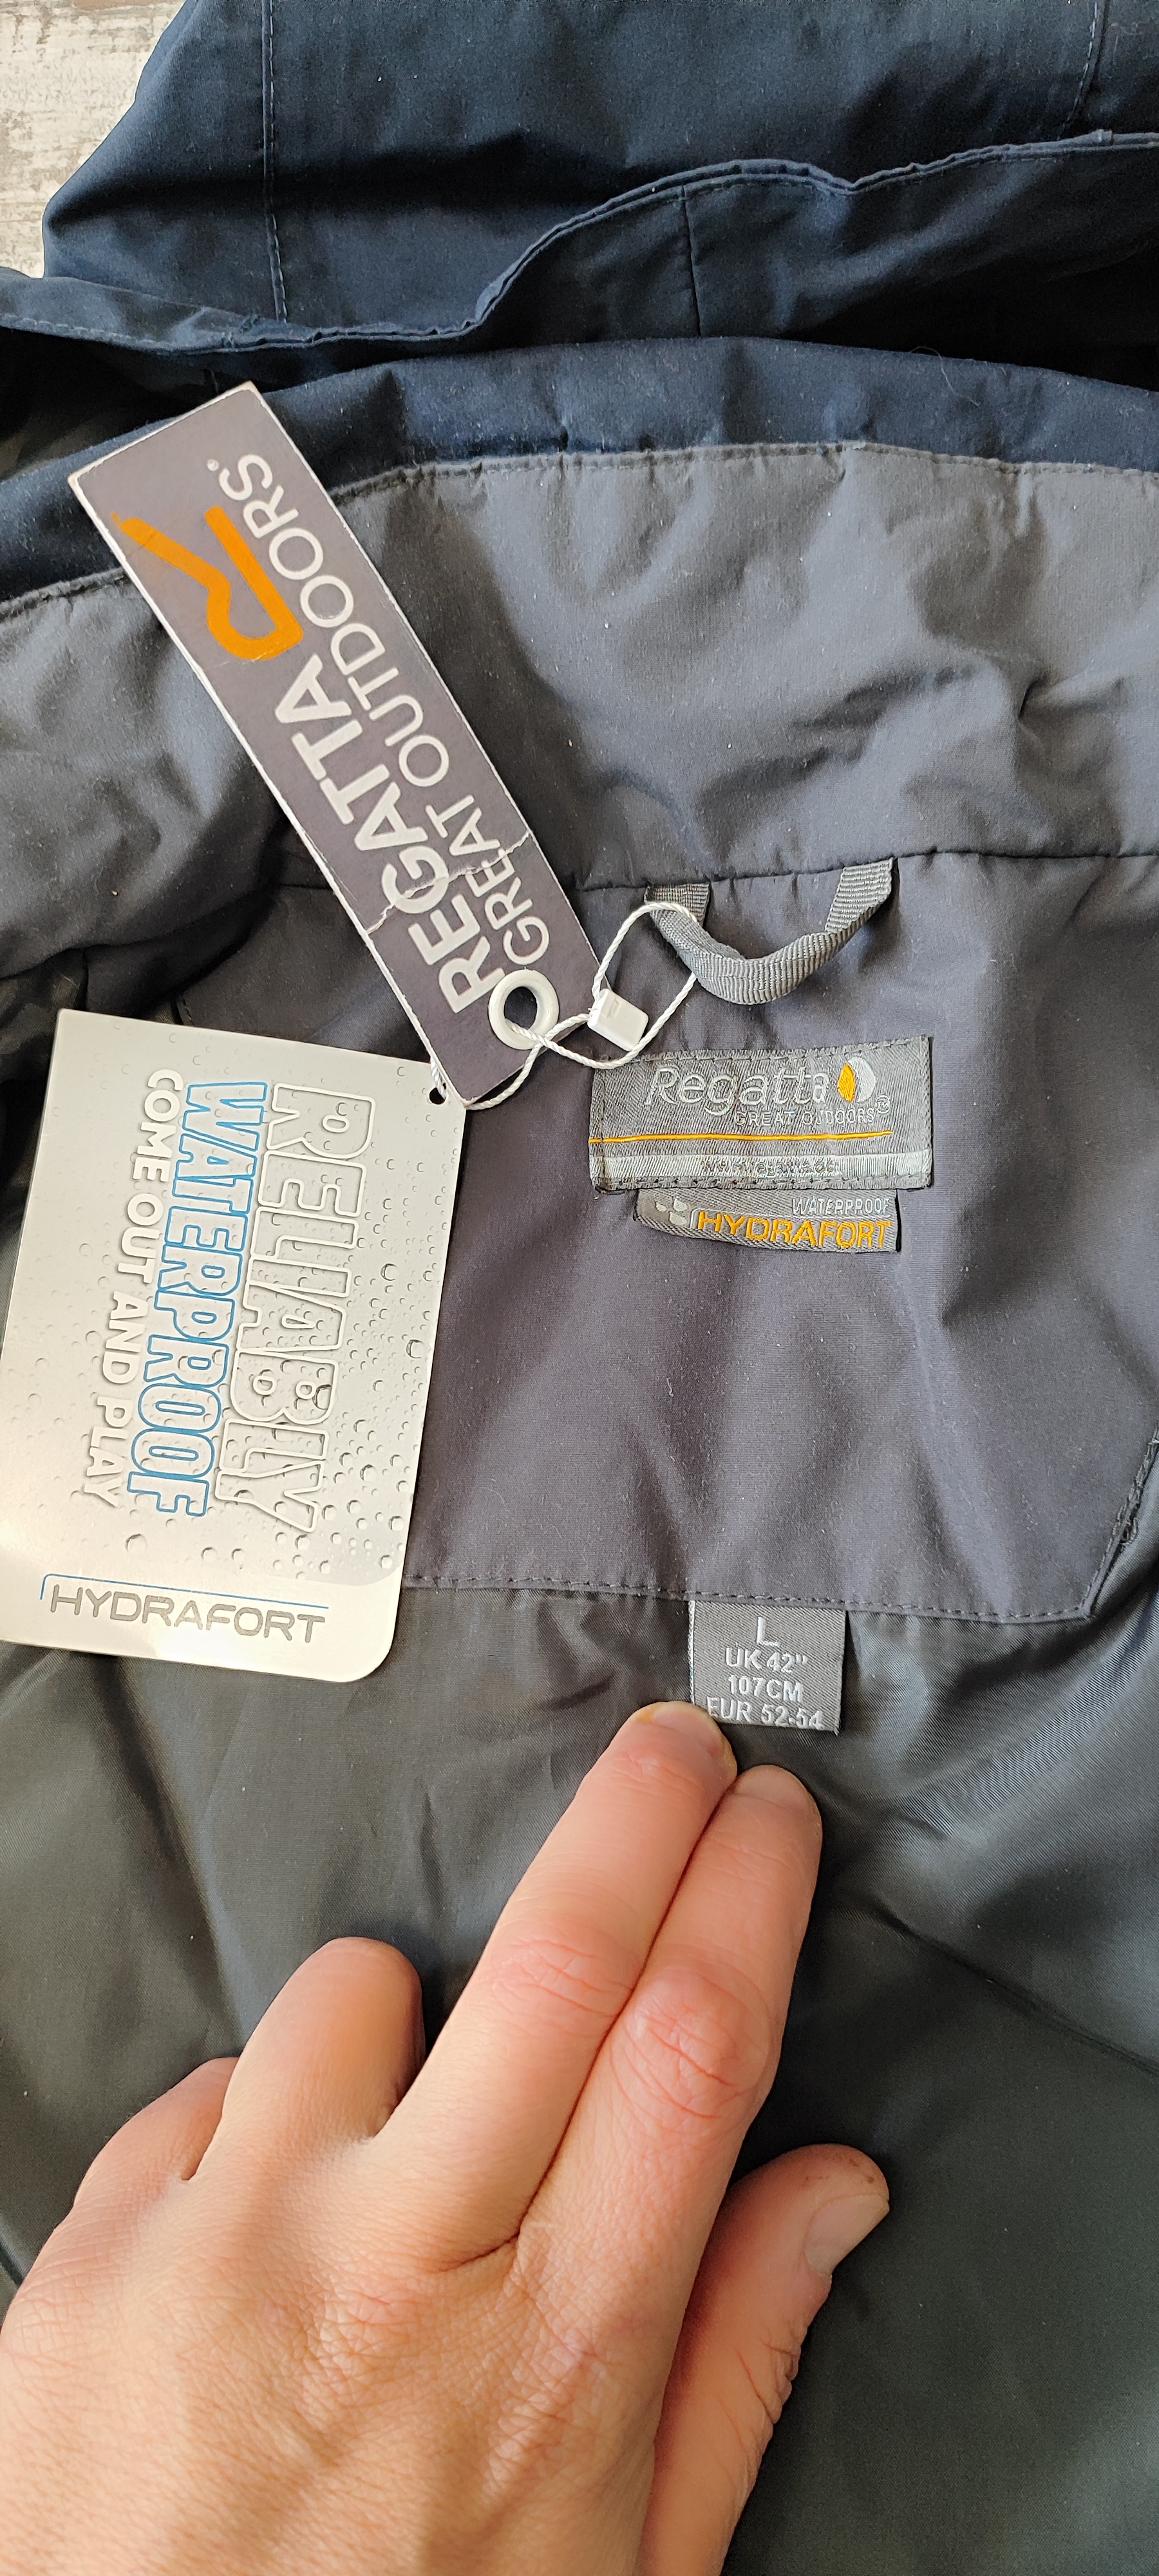 REGATTA
GREAT OUTDOORS
RELIABLY
WATERPROOF
COME OUT AND PLAY
HYDRAFORT
Regatta
GREAT OUTDOORS
WATERPROOF
HYDRAFORT
L
UK 42"
107CM
EUR 52-54